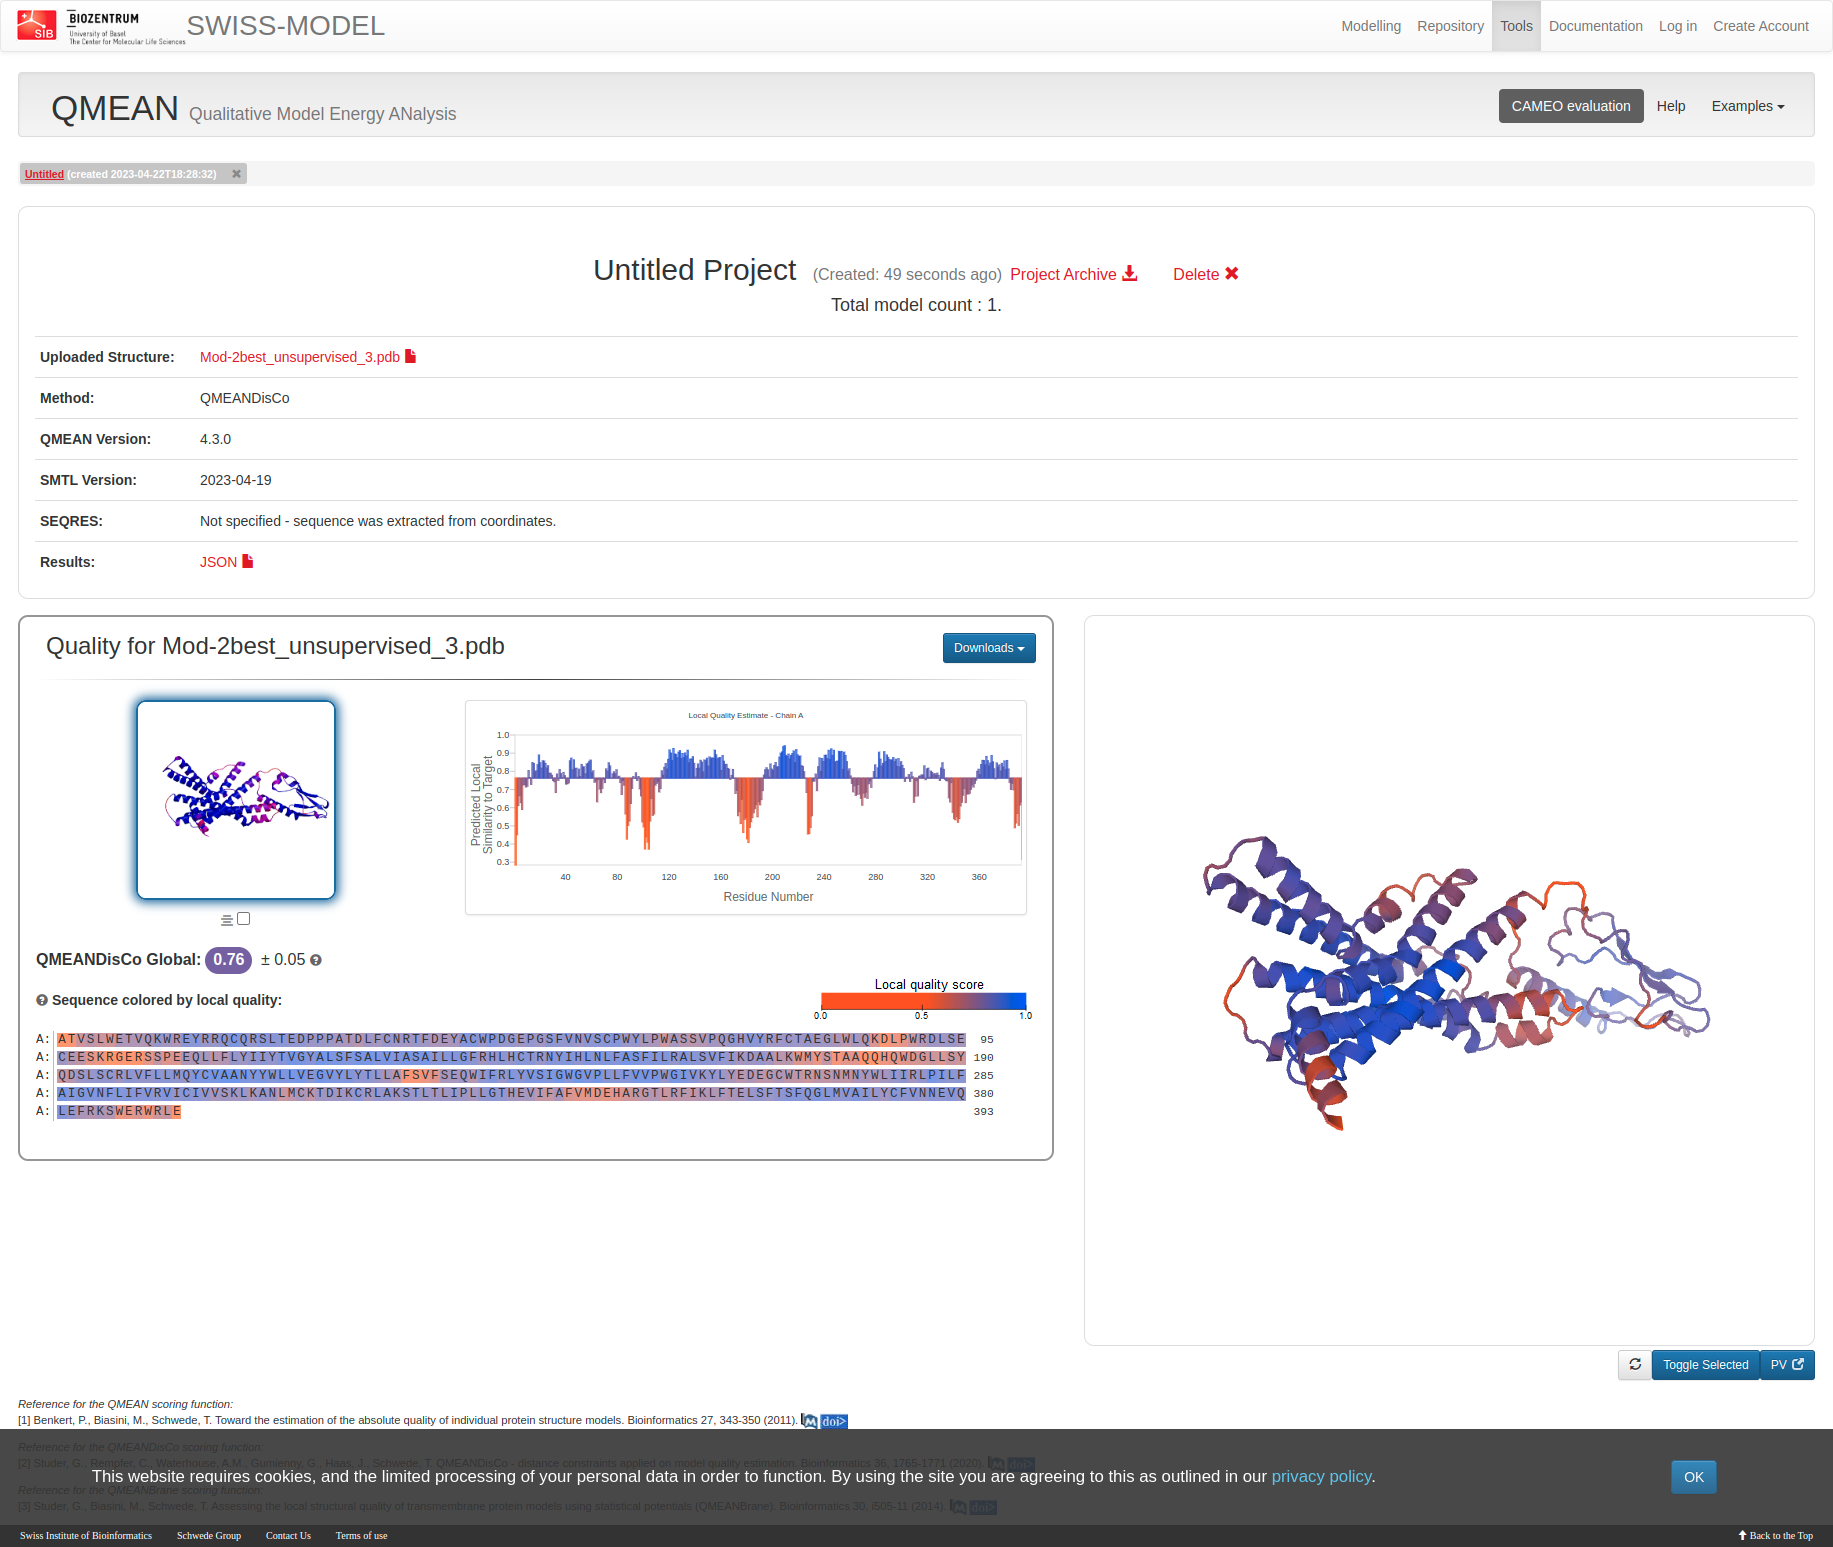 SIB
BIOZENTRUM
University of Basel
The Center for Molecular Life Sciences
SWISS-MODEL
Modelling
Repository
Tools
Documentation
Log in
Create Account
QMEAN Qualitative Model Energy ANalysis
CAMEO evaluation
Help
Examples
Untitled (created 2023-04-22T18:28:32)
Untitled Project (Created: 49 seconds ago) Project Archive Delete
Total model count : 1.
Uploaded Structure: Mod-2best_unsupervised_3.pdb
Method: QMEANDisCo
QMEAN Version: 4.3.0
SMTL Version: 2023-04-19
SEQRES: Not specified - sequence was extracted from coordinates.
Results: JSON
Quality for Mod-2best_unsupervised_3.pdb
Downloads
Local Quality Estimate - Chain A
Predicted Local
Similarity to Target
1.0
0.9
0.8
0.7
0.6
0.5
0.4
0.3
40 80 120 160 200 240 280 320 360
Residue Number
QMEANDisCo Global: 0.76 ± 0.05
Sequence colored by local quality:
Local quality score
0.0 0.5 1.0
A: ATVSLWETVQKWREYRRQCQRSLTEDPPPATDLFCNRTFDEYACWPDGEPGSFVNVSCPWYLPWASSVPQGHVYRFCTAEGLWLQKDLPWRDLSE 95
A: CEESKRGERSSPEEQLLFLYIIYTVGYALSFSALVIASAILLGFRHLHCTRNYIHLNLFASFILRALSVFIKDAALKWMYSTAAQQHQWDGLLSY 190
A: QDSLSCRLVFLLMQYCVAANYYWLLVEGVYLYTLLAFSVFSEQWIFRLYVSIGWGVPLLFVVPWGIVKYLYEDEGCWTRNSNMNYWLIIRLPILF 285
A: AIGVNFLIFVRVICIVVSKLKANLMCKTDIKCRLAKSTLTLIPLLGTHEVIFAFVMDEHARGTLRFIKLFTELSFTSFQGLMVAILYCFVNNEVQ 380
A: LEFRKSWERWRLE 393
Toggle Selected
PV
Reference for the QMEAN scoring function:
[1] Benkert, P., Biasini, M., Schwede, T. Toward the estimation of the absolute quality of individual protein structure models. Bioinformatics 27, 343-350 (2011). M doi>
Reference for the QMEANDisCo scoring function:
[2] Studer, G., Rempfer, C., Waterhouse, A.M., Gumienny, G., Haas, J., Schwede, T. QMEANDisCo - distance constraints applied on model quality estimation. Bioinformatics 36, 1765-1771 (2020). M doi>
This website requires cookies, and the limited processing of your personal data in order to function. By using the site you are agreeing to this as outlined in our privacy policy.
OK
Reference for the QMEANBrane scoring function:
[3] Studer, G., Biasini, M., Schwede, T. Assessing the local structural quality of transmembrane protein models using statistical potentials (QMEANBrane). Bioinformatics 30, i505-11 (2014). M doi>
Swiss Institute of Bioinformatics
Schwede Group
Contact Us
Terms of use
Back to the Top